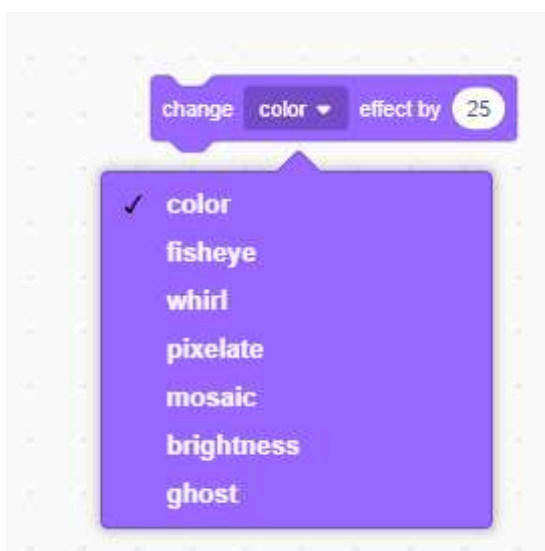 change color effect by 25
color
fisheye
whirl
pixelate
mosaic
brightness
ghost